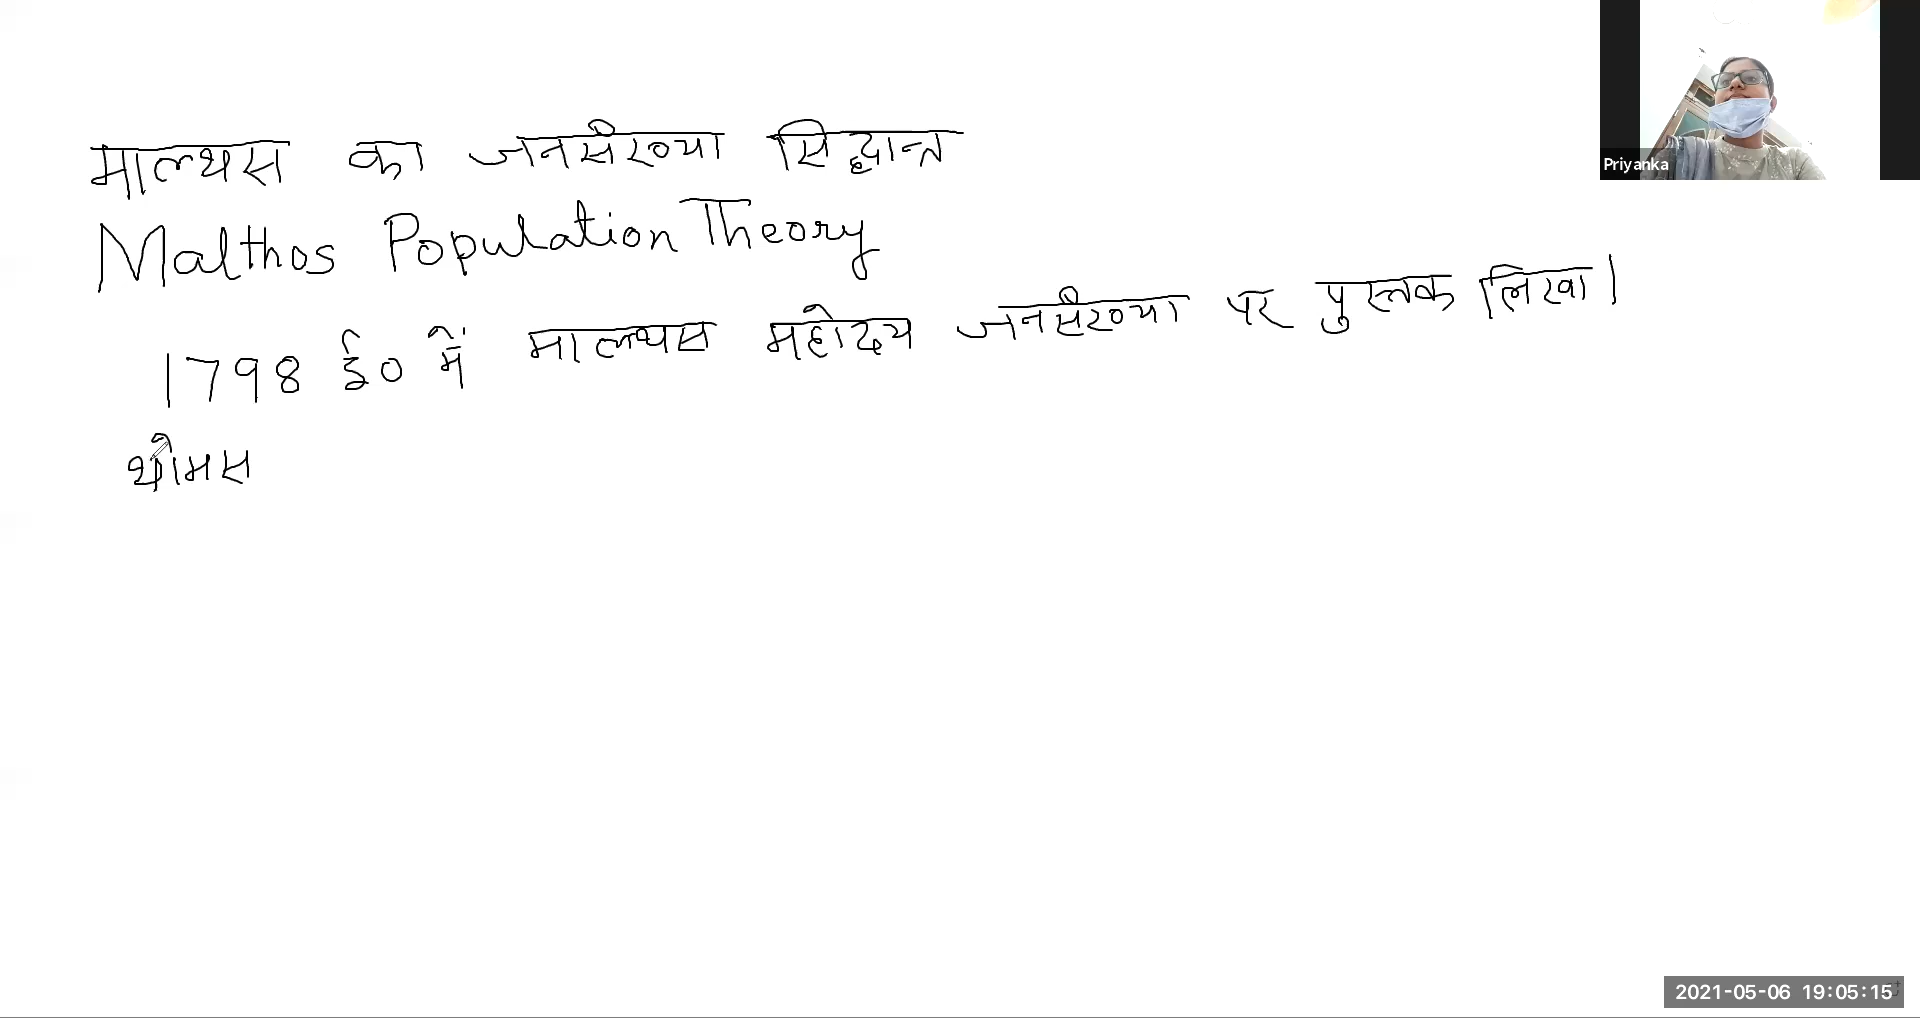 माल्थस का जनसंख्या सिद्धान्त
Malthos Population Theory
1798 ई० में माल्थस महोदय जनसंख्या पर पुस्तक लिखा।
थौमस
Priyanka
2021-05-06 19:05:15